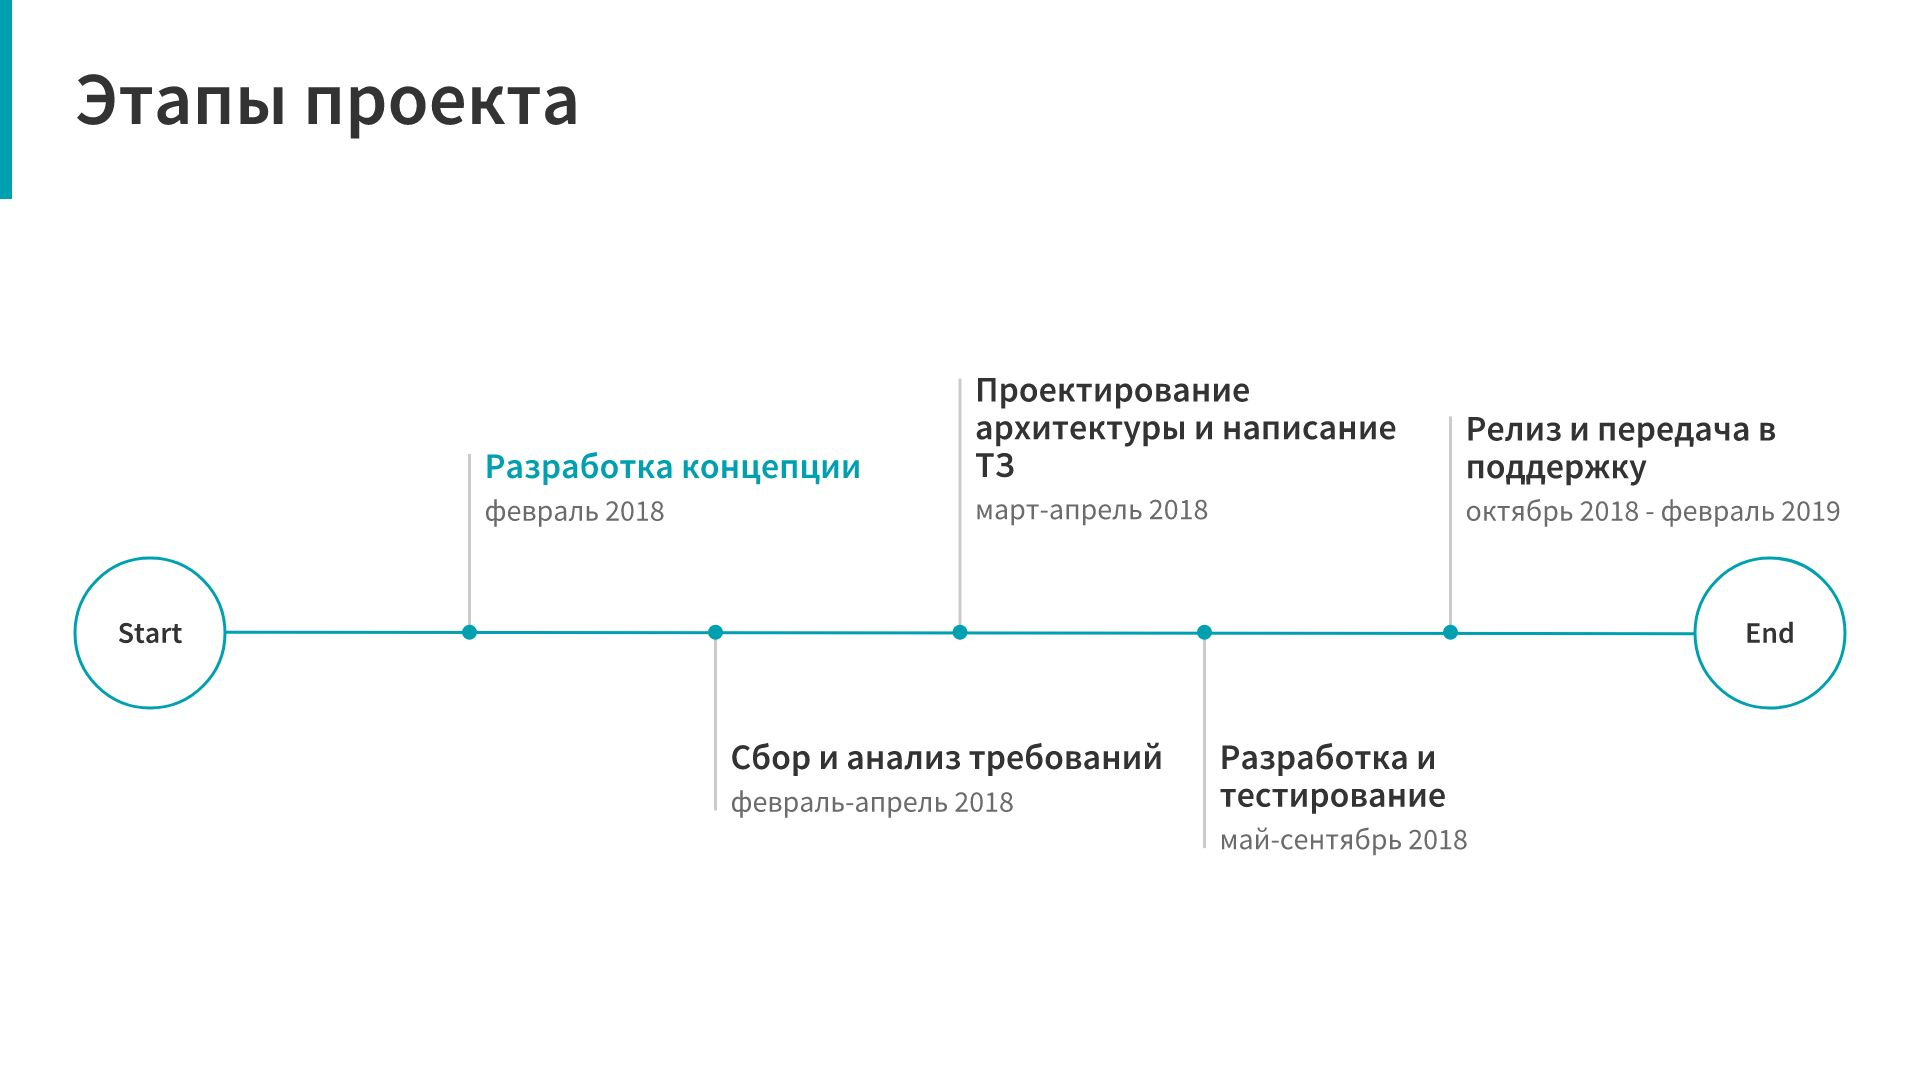 Этапы проекта
Start
Разработка концепции
февраль 2018
Сбор и анализ требований
февраль-апрель 2018
Проектирование
архитектуры и написание
ТЗ
март-апрель 2018
Разработка и
тестирование
май-сентябрь 2018
Релиз и передача в
поддержку
октябрь 2018 - февраль 2019
End